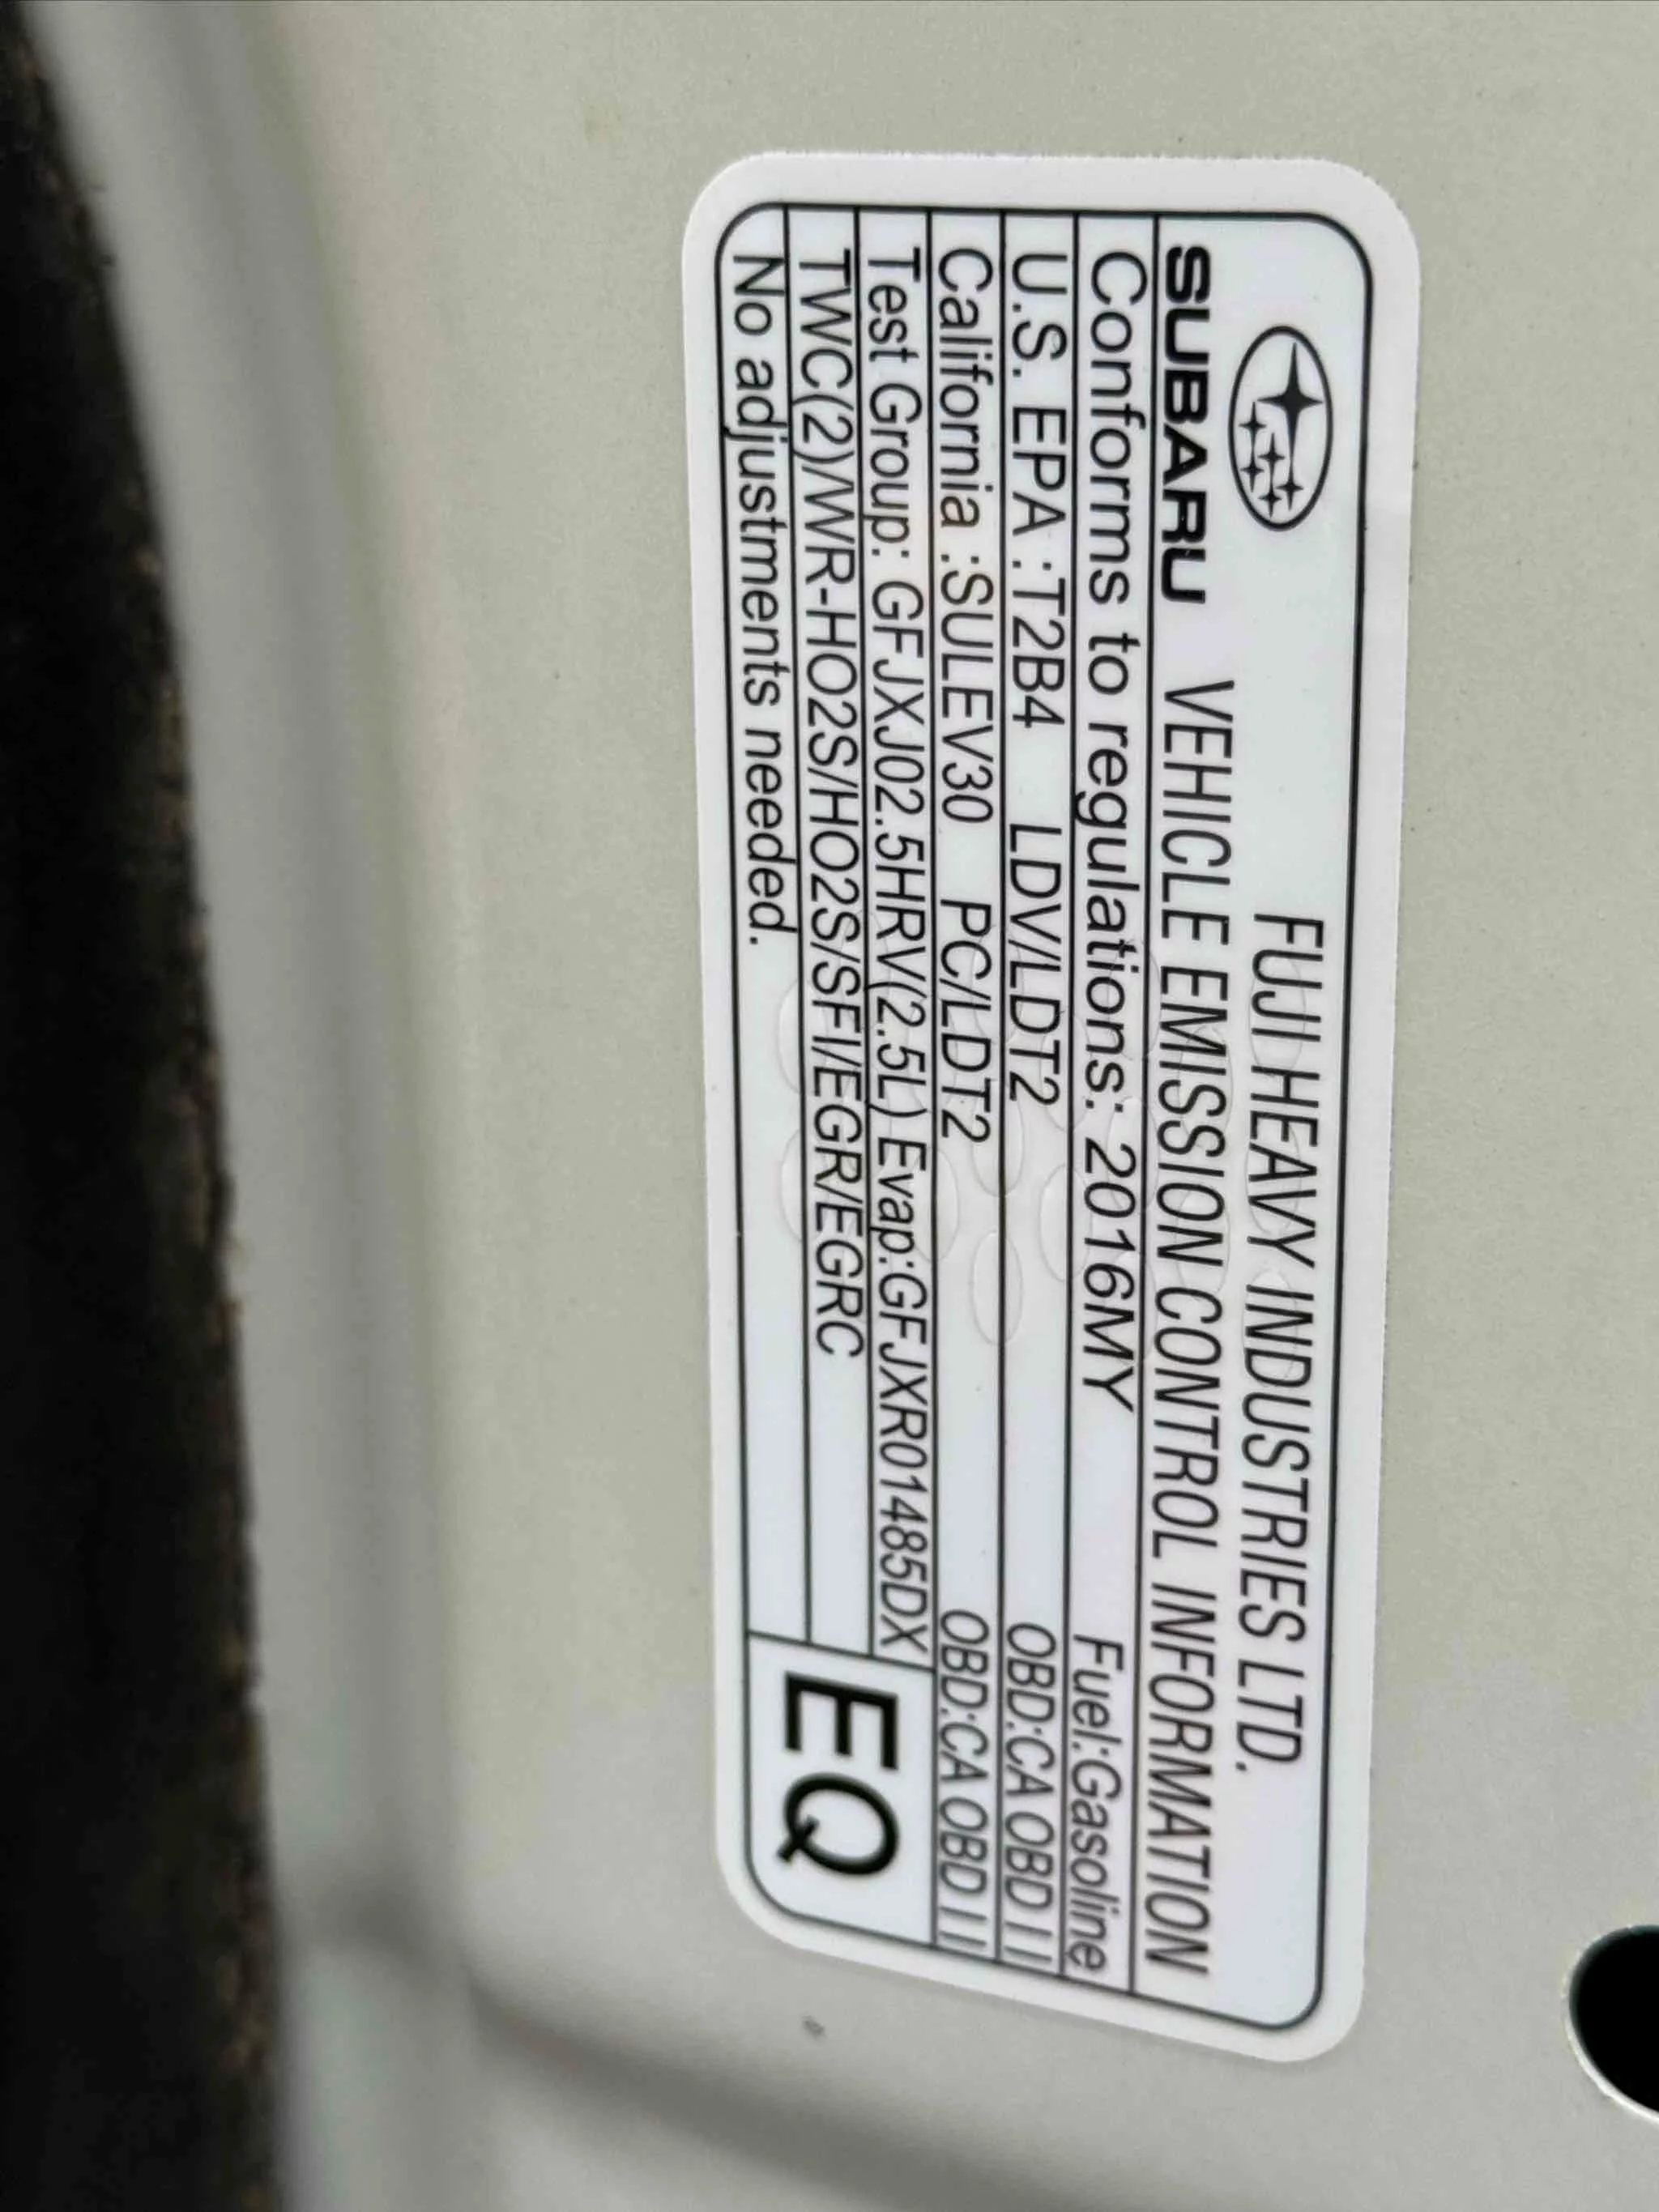 FUJI HEAVY INDUSTRIES LTD.
SUBARU VEHICLE EMISSION CONTROL INFORMATION
Conforms to regulations: 2016MY Fuel:Gasoline
U.S. EPA :T2B4 LDV/LDT2 OBD:CA OBD II
California :SULEV30 PC/LDT2 OBD:CA OBD II
Test Group: GFJXJ02.5HRV(2.5L) Evap:GFJXR01485DX
TWC(2)/WR-HO2S/HO2S/SFI/EGR/EGRC
No adjustments needed.
EQ